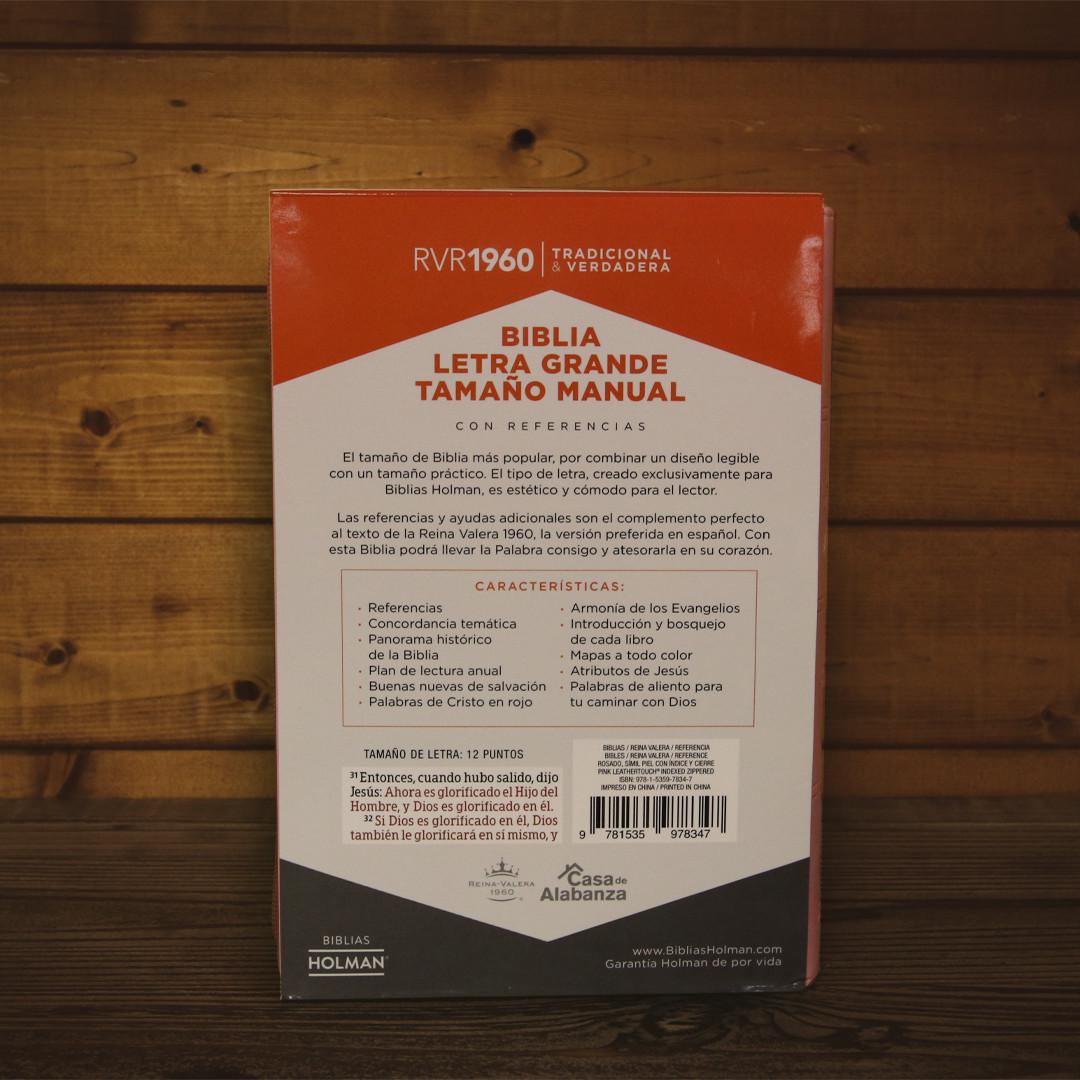 RVR1960 TRADICIONAL
& VERDADERA
BIBLIA
LETRA GRANDE
TAMAÑO MANUAL
CON REFERENCIAS
El tamaño de Biblia más popular, por combinar un diseño legible
con un tamaño práctico. El tipo de letra, creado exclusivamente para
Biblias Holman, es estético y cómodo para el lector.
Las referencias y ayudas adicionales son el complemento perfecto
al texto de la Reina Valera 1960, la versión preferida en español. Con
esta Biblia podrá llevar la Palabra consigo y atesorarla en su corazón.
CARACTERÍSTICAS:
• Referencias
• Concordancia temática
• Panorama histórico
de la Biblia
• Plan de lectura anual
• Buenas nuevas de salvación
• Palabras de Cristo en rojo
• Armonía de los Evangelios
• Introducción y bosquejo
de cada libro
• Mapas a todo color
• Atributos de Jesús
• Palabras de aliento para
tu caminar con Dios
TAMAÑO DE LETRA: 12 PUNTOS
31 Entonces, cuando hubo salido, dijo
Jesús: Ahora es glorificado el Hijo del
Hombre, y Dios es glorificado en él.
32 Si Dios es glorificado en él, Dios
también le glorificará en sí mismo, y
BIBLIAS / REINA VALERA / REFERENCIA
BIBLES / REINA VALERA / REFERENCE
ROSADO, SÍMIL PIEL CON ÍNDICE Y CIERRE
PINK LEATHERTOUCH® INDEXED ZIPPERED
ISBN: 978-1-5359-7834-7
IMPRESO EN CHINA / PRINTED IN CHINA
9 781535 978347
REINA-VALERA
1960
Casa de
Alabanza
BIBLIAS
HOLMAN
www.BibliasHolman.com
Garantía Holman de por vida